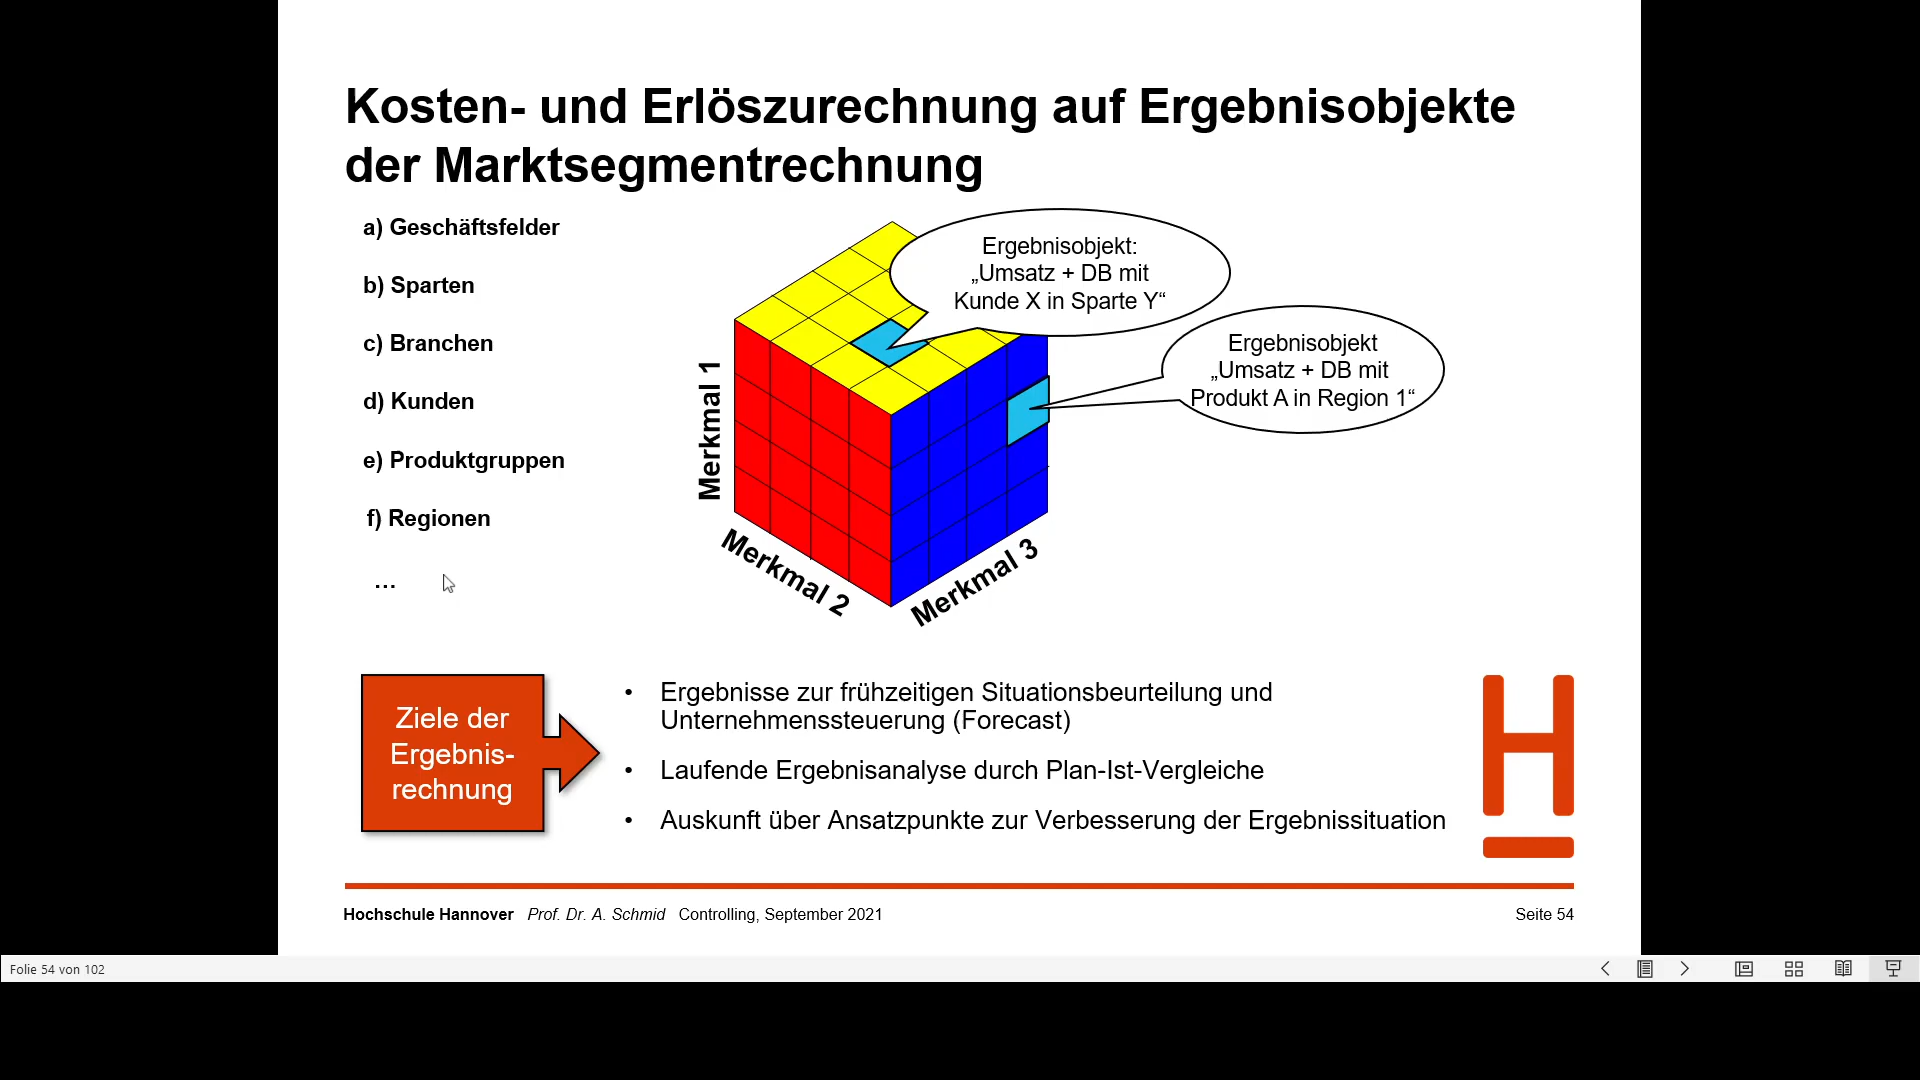 Kosten- und Erlöszurechnung auf Ergebnisobjekte
der Marktsegmentrechnung
a) Geschäftsfelder
b) Sparten
c) Branchen
d) Kunden
e) Produktgruppen
f) Regionen
...
Ergebnisobjekt:
„Umsatz + DB mit
Kunde X in Sparte Y“
Ergebnisobjekt
„Umsatz + DB mit
Produkt A in Region 1“
Merkmal 1
Merkmal 2
Merkmal 3
Ziele der
Ergebnis-
rechnung
• Ergebnisse zur frühzeitigen Situationsbeurteilung und
Unternehmenssteuerung (Forecast)
• Laufende Ergebnisanalyse durch Plan-Ist-Vergleiche
• Auskunft über Ansatzpunkte zur Verbesserung der Ergebnissituation
H
Hochschule Hannover Prof. Dr. A. Schmid Controlling, September 2021 Seite 54
Folie 54 von 102